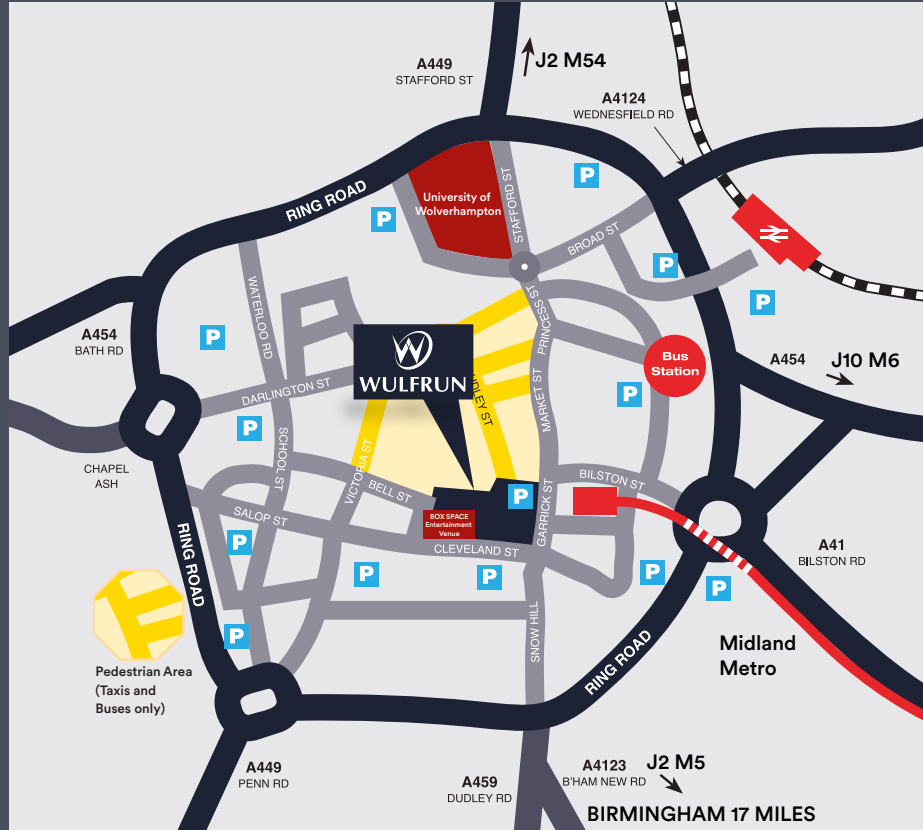 A449
STAFFORD ST
J2 M54
A4124
WEDNESFIELD RD
RING ROAD
P
University of
Wolverhampton
STAFFORD ST
P
BROAD ST
P
P
WATERLOO RD
PRINCESS ST
A454
BATH RD
P
WULFRUN
Bus
Station
A454
J10 M6
DARLINGTON ST
P
MARKET ST
CHAPEL
ASH
P
SCHOOL ST
VICTORIA ST
BELL ST
BILSTON ST
P
SALOP ST
BOX SPACE
Entertainment
Venue
GARRICK ST
CLEVELAND ST
P
RING ROAD
P
P
P
P
A41
BILSTON RD
P
SNOW HILL
RING ROAD
Midland
Metro
Pedestrian Area
(Taxis and
Buses only)
A449
PENN RD
A459
DUDLEY RD
A4123
B'HAM NEW RD
J2 M5
BIRMINGHAM 17 MILES